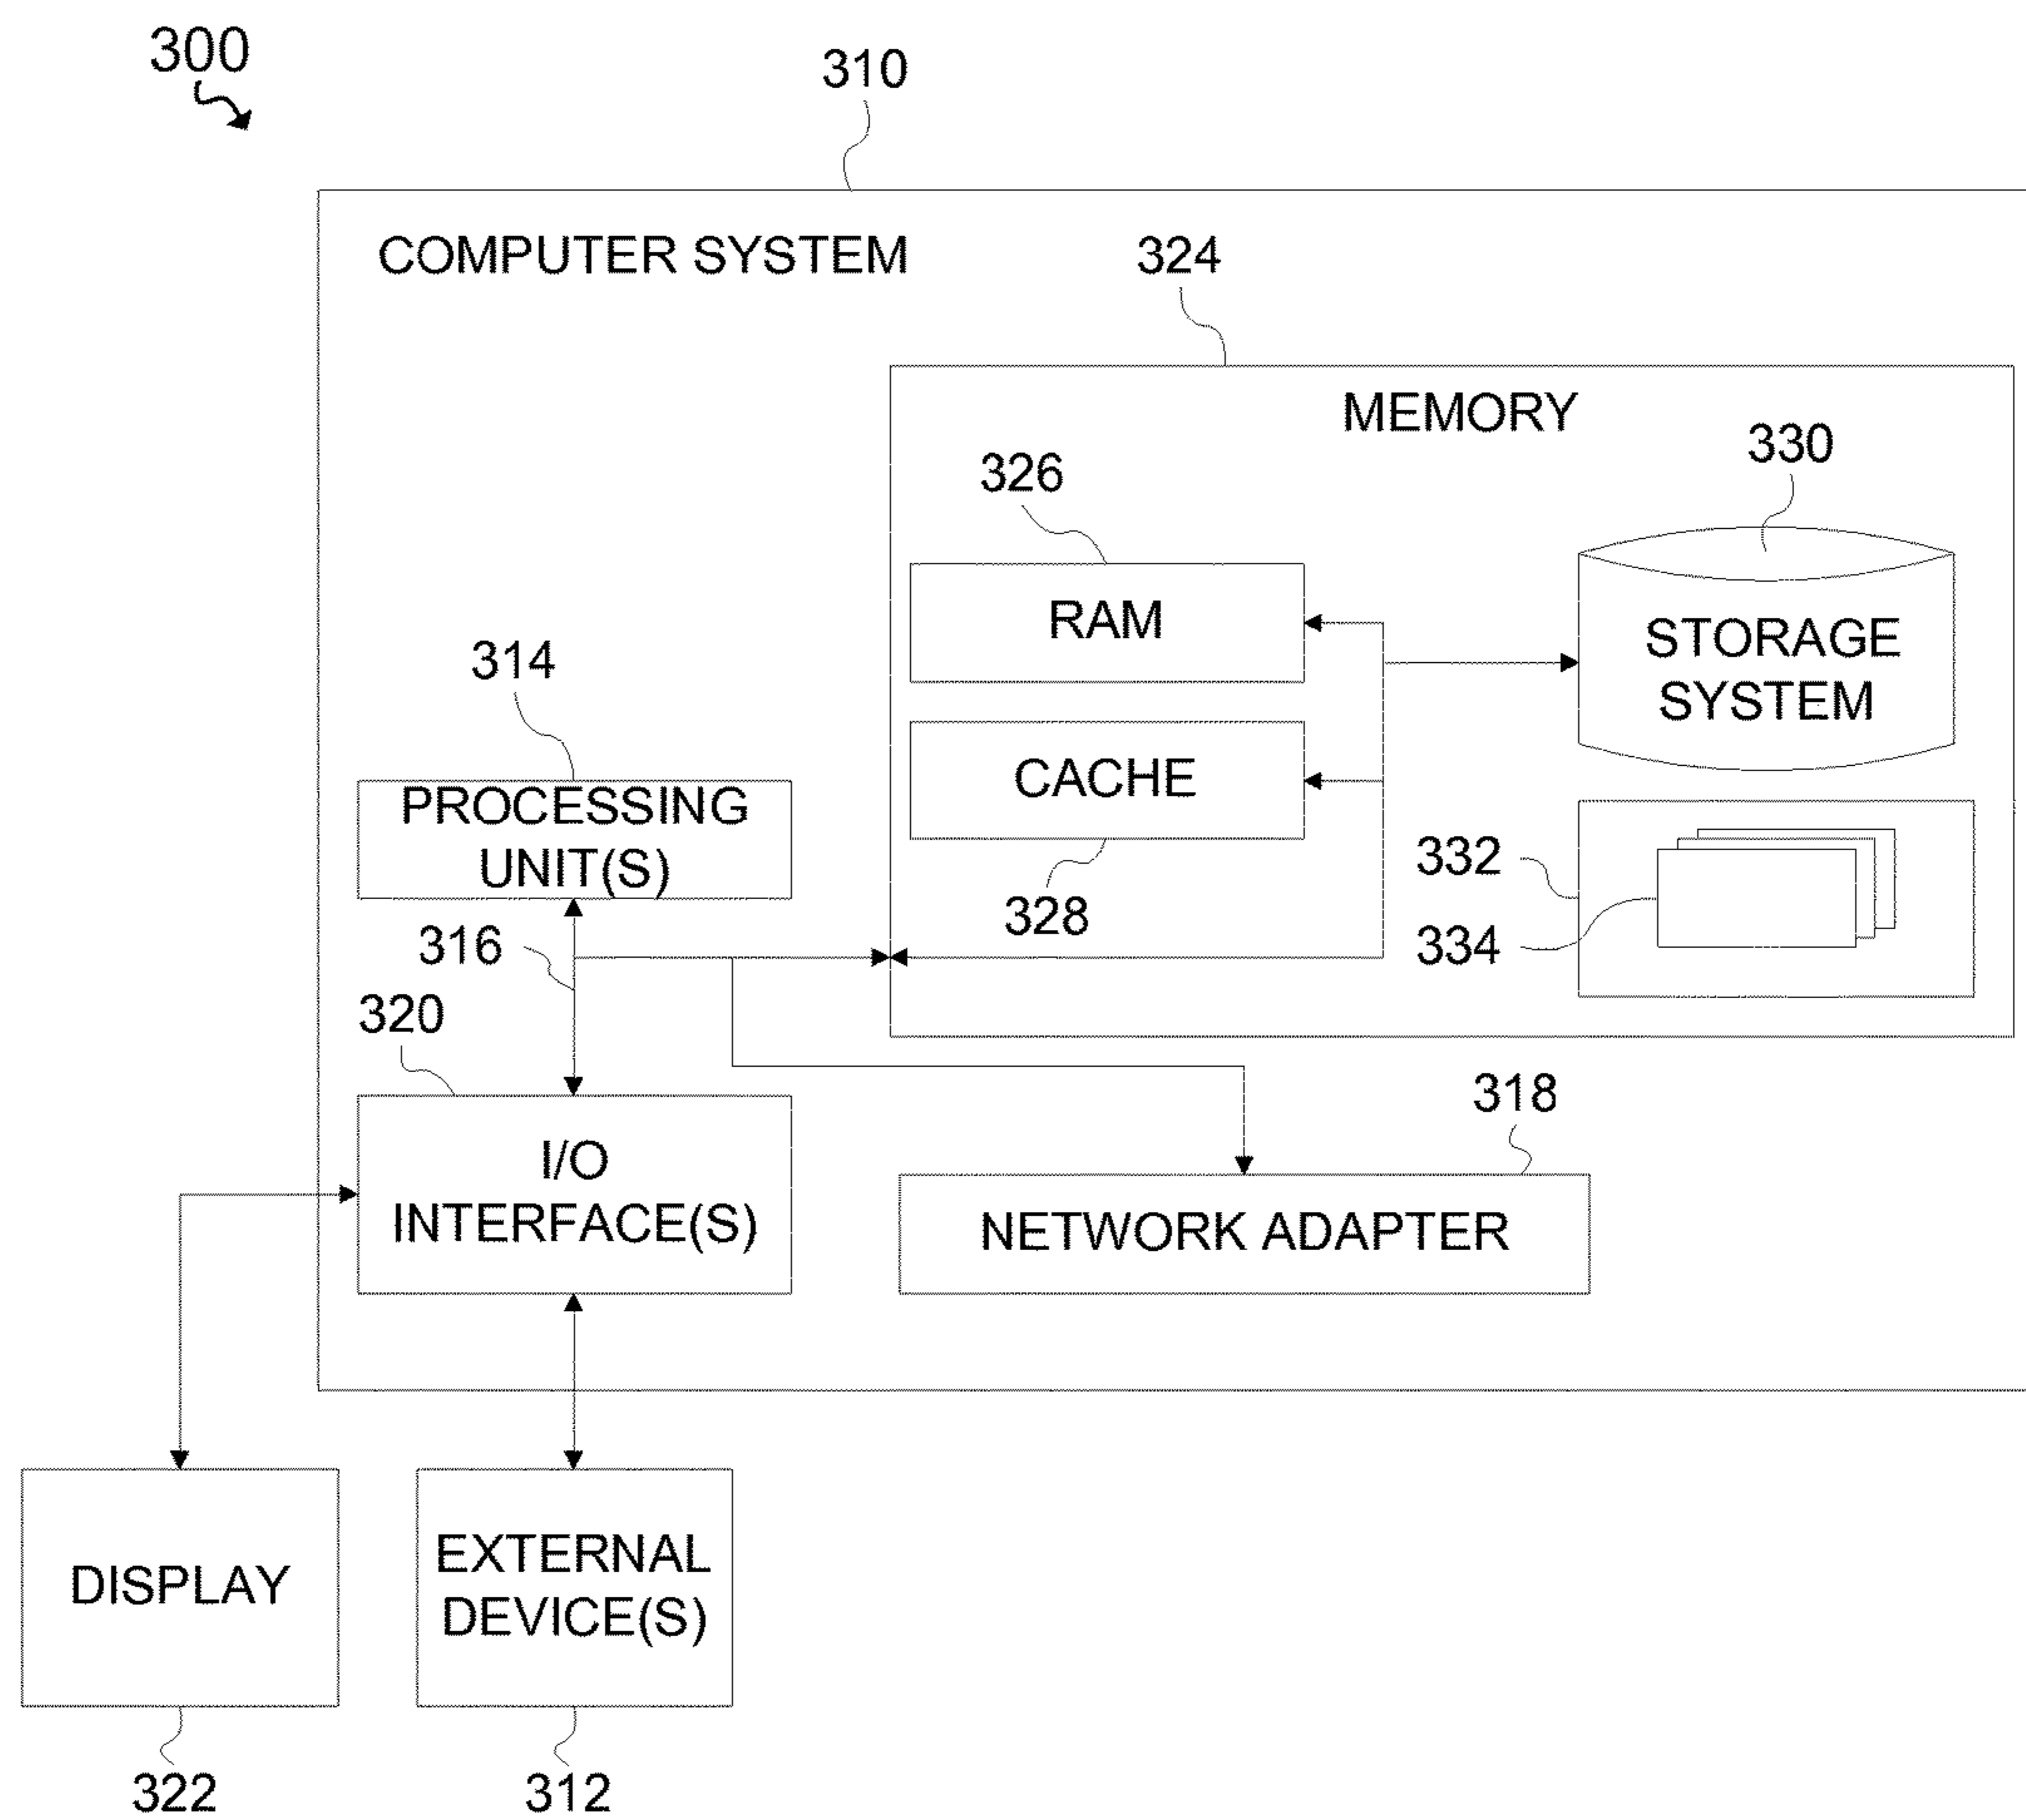 300
310
COMPUTER SYSTEM
324
MEMORY
330
326
RAM
STORAGE
SYSTEM
314
CACHE
PROCESSING
UNIT(S)
332
328
316
334
320
318
I/O
INTERFACE(S)
NETWORK ADAPTER
EXTERNAL
DEVICE(S)
DISPLAY
322
312